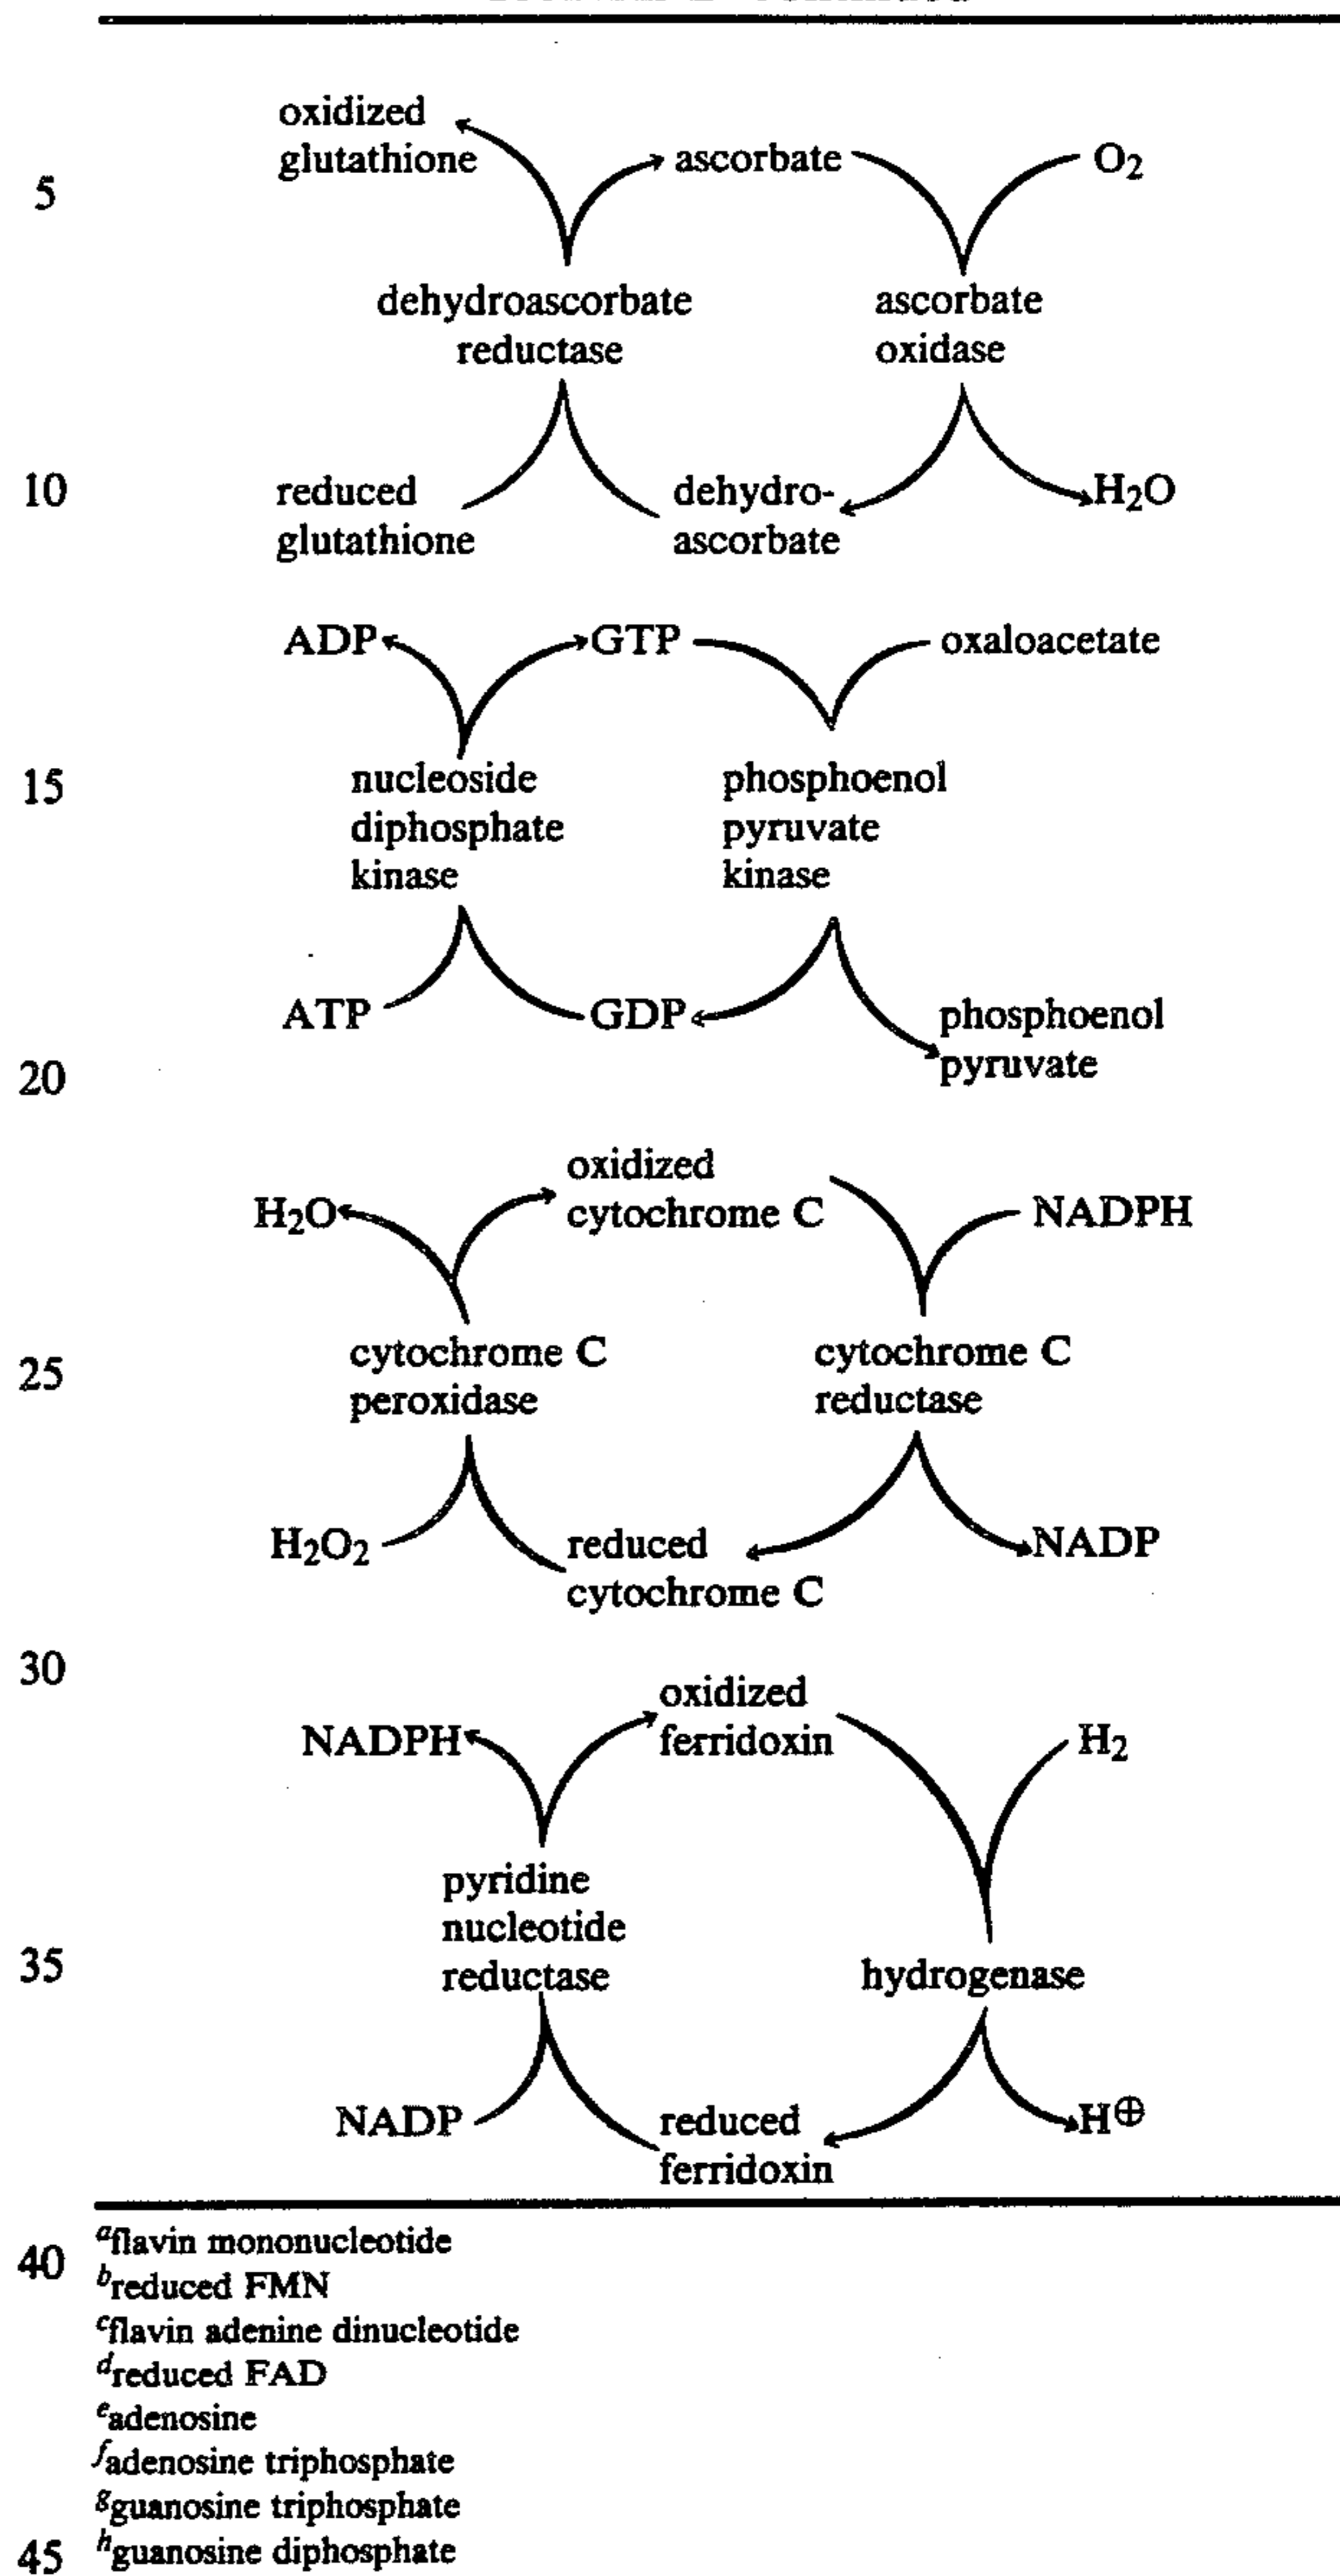 oxidized
glutathione
ascorbate
O₂
5
dehydroascorbate
reductase
ascorbate
oxidase
10
reduced
glutathione
dehydro-
ascorbate
H₂O
ADP
GTP
oxaloacetate
15
nucleoside
diphosphate
kinase
phosphoenol
pyruvate
kinase
ATP
GDP
phosphoenol
pyruvate
20
H₂O
oxidized
cytochrome C
NADPH
25
cytochrome C
peroxidase
cytochrome C
reductase
H₂O₂
reduced
cytochrome C
NADP
30
NADPH
oxidized
ferridoxin
H₂
35
pyridine
nucleotide
reductase
hydrogenase
NADP
reduced
ferridoxin
H⊕
40
ᵃflavin mononucleotide
ᵇreduced FMN
ᶜflavin adenine dinucleotide
ᵈreduced FAD
ᵉadenosine
ᶠadenosine triphosphate
ᵍguanosine triphosphate
45 ʰguanosine diphosphate